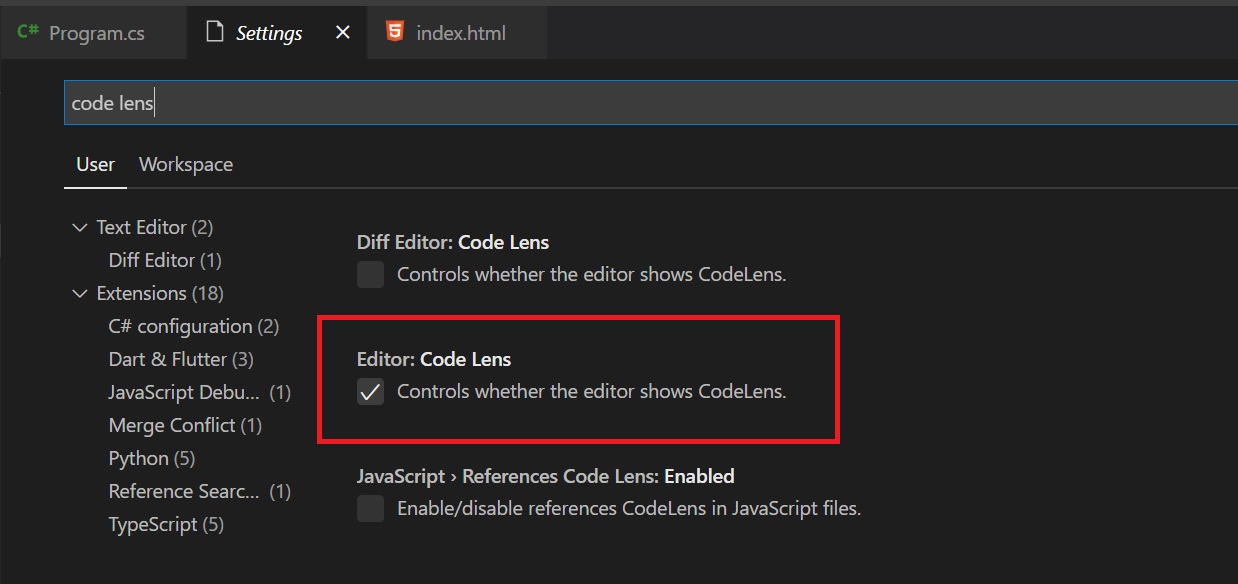 C# Program.cs Settings index.html
code lens
User Workspace
Text Editor (2)
Diff Editor (1)
Extensions (18)
C# configuration (2)
Dart & Flutter (3)
JavaScript Debu... (1)
Merge Conflict (1)
Python (5)
Reference Searc... (1)
TypeScript (5)
Diff Editor: Code Lens
Controls whether the editor shows CodeLens.
Editor: Code Lens
Controls whether the editor shows CodeLens.
JavaScript › References Code Lens: Enabled
Enable/disable references CodeLens in JavaScript files.